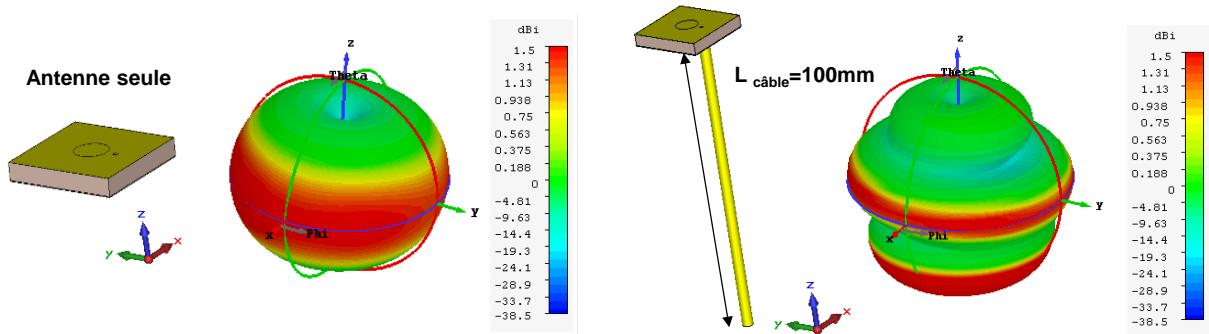 Antenne seule
z
y
x
z
Theta
y
x
Phi
dBi
1.5
1.31
1.13
0.938
0.75
0.563
0.375
0.188
0
-4.81
-9.63
-14.4
-19.3
-24.1
-28.9
-33.7
-38.5
L câble=100mm
z
y
x
z
Theta
y
x
Phi
dBi
1.5
1.31
1.13
0.938
0.75
0.563
0.375
0.188
0
-4.81
-9.63
-14.4
-19.3
-24.1
-28.9
-33.7
-38.5